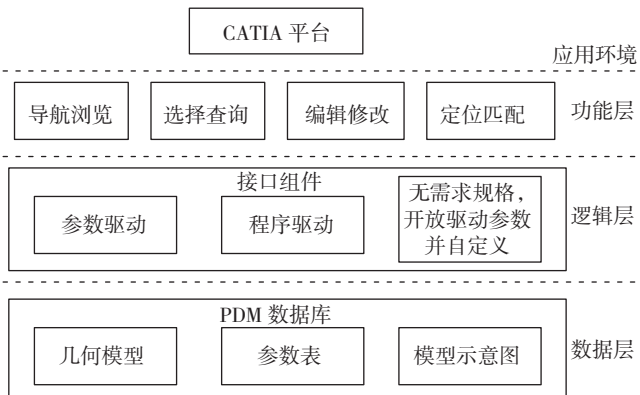 CATIA 平台
应用环境
导航浏览
选择查询
编辑修改
定位匹配
功能层
接口组件
参数驱动
程序驱动
无需求规格，
开放驱动参数
并自定义
逻辑层
PDM 数据库
几何模型
参数表
模型示意图
数据层